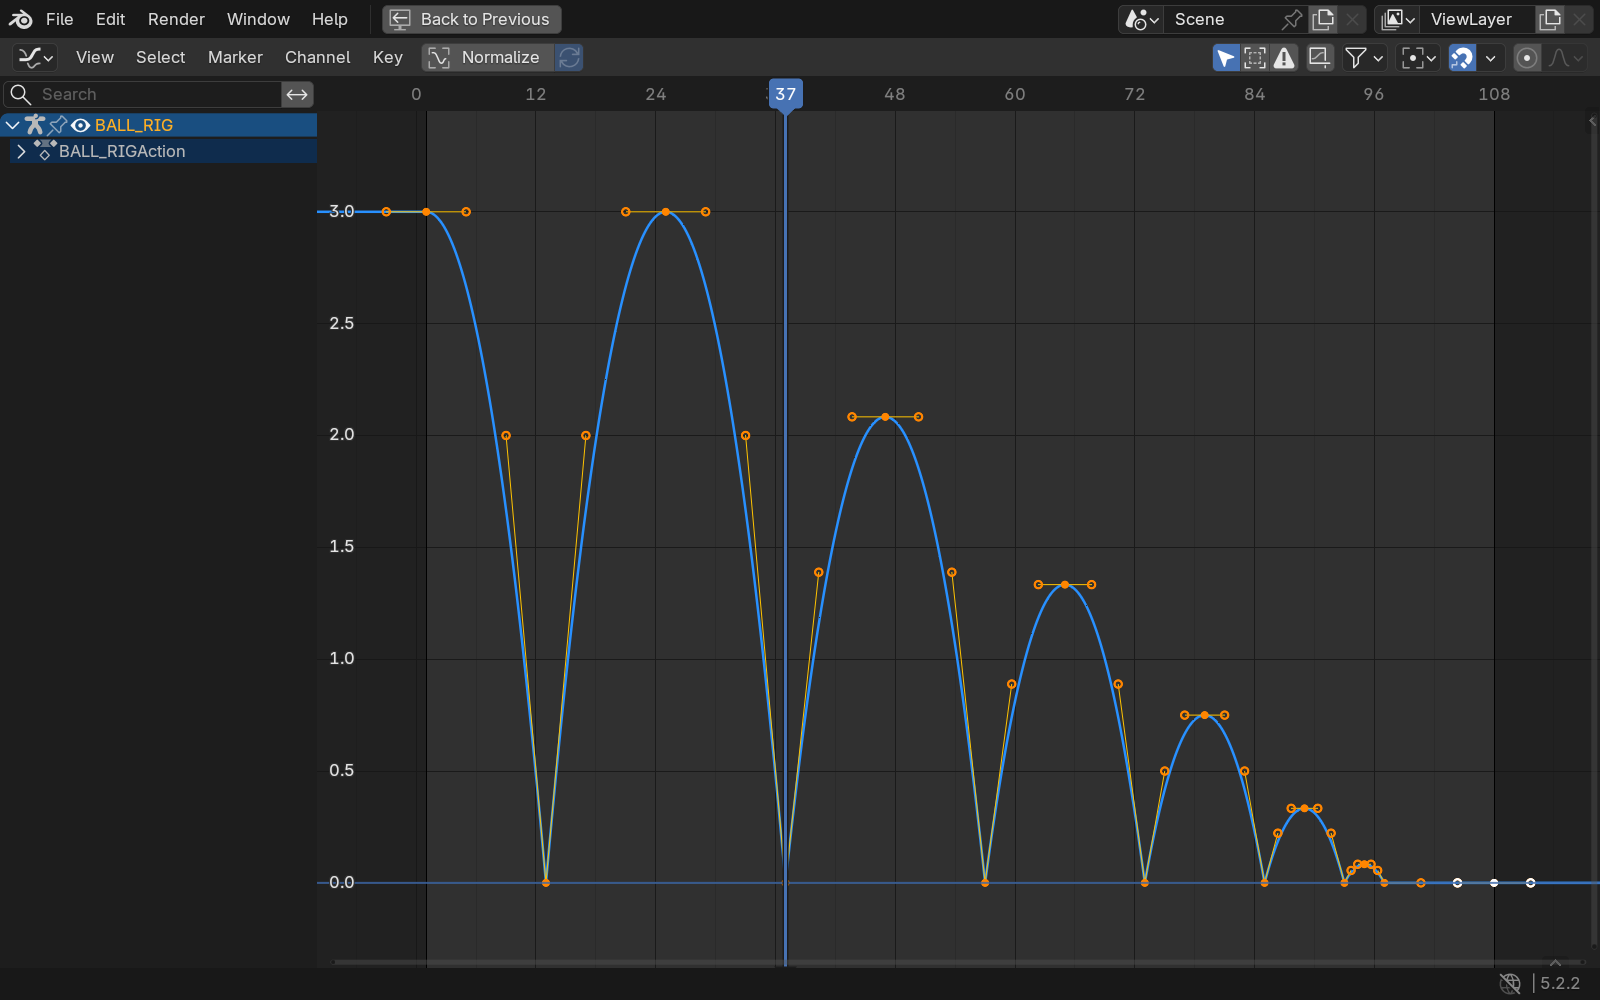 File Edit Render Window Help Back to Previous Scene ViewLayer
View Select Marker Channel Key Normalize
Search 0 12 24 37 48 60 72 84 96 108
BALL_RIG
BALL_RIGAction
3.0
2.5
2.0
1.5
1.0
0.5
0.0
5.2.2